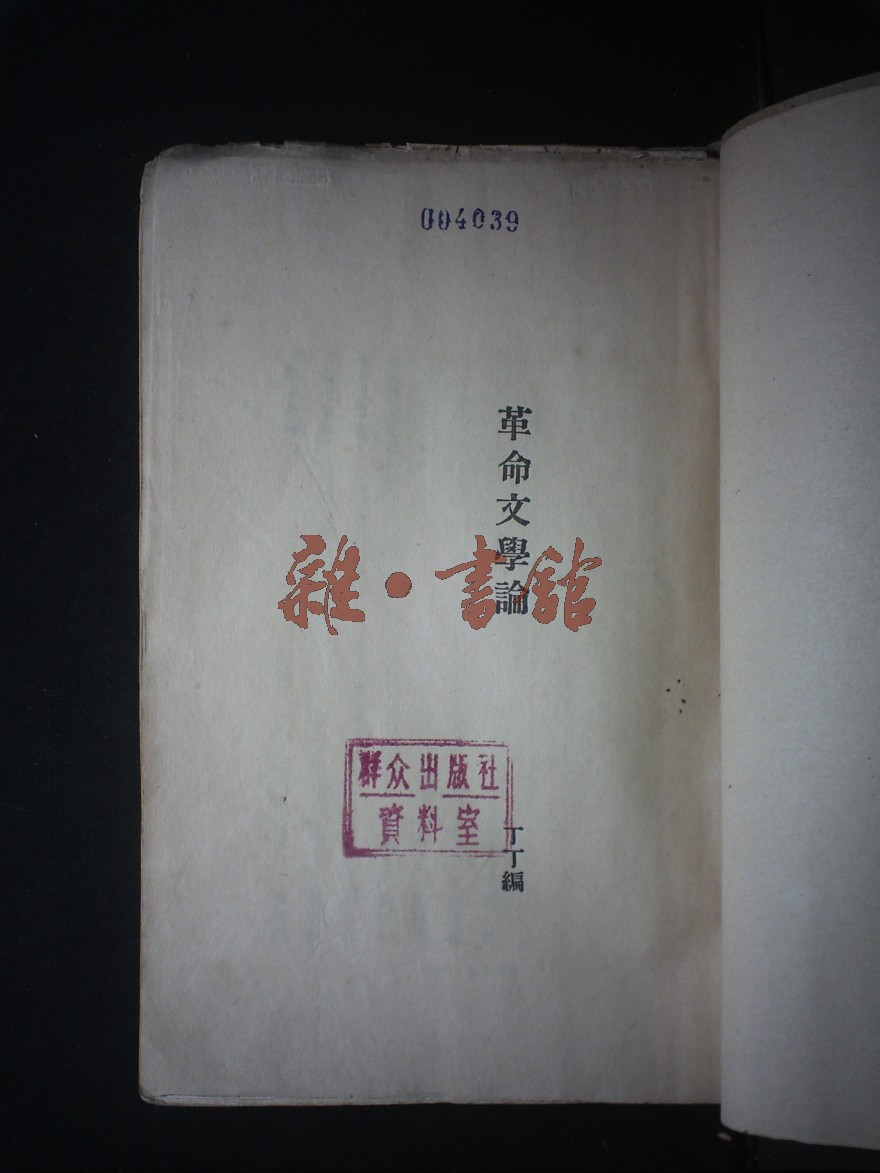 004039
革命文學論
雜·書館
群众出版社
資料室
丁丁編